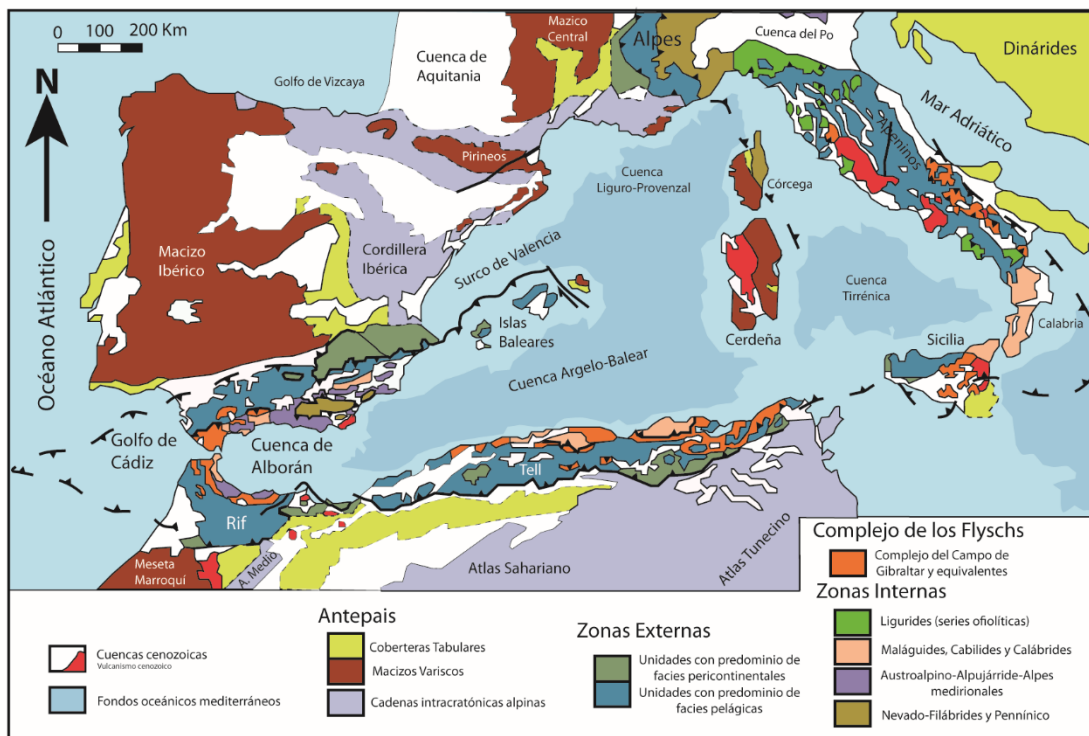 0 100 200 Km
N
Golfo de Vizcaya
Cuenca de
Aquitania
Mazico
Central
Alpes
Cuenca del Po
Dinárides
Mar Adriático
Apeninos
Pirineos
Cuenca
Liguro-Provenzal
Córcega
Océano Atlántico
Macizo
Ibérico
Cordillera
Ibérica
Surco de Valencia
Islas
Baleares
Cuenca
Tirrénica
Cerdeña
Sicilia
Calabria
Cuenca Argelo-Balear
Golfo de
Cádiz
Cuenca de
Alborán
Tell
Rif
Meseta
Marroquí
A. Medio
Atlas Sahariano
Atlas Tunecino
Cuencas cenozoicas
Vulcanismo cenozoico
Fondos oceánicos mediterráneos
Antepais
Coberteras Tabulares
Macizos Variscos
Cadenas intracratónicas alpinas
Zonas Externas
Unidades con predominio de
facies pericontinentales
Unidades con predominio de
facies pelágicas
Complejo de los Flyschs
Complejo del Campo de
Gibraltar y equivalentes
Zonas Internas
Ligurides (series ofiolíticas)
Maláguides, Cabilides y Calábrides
Austroalpino-Alpujárride-Alpes
medirionales
Nevado-Filábrides y Pennínico